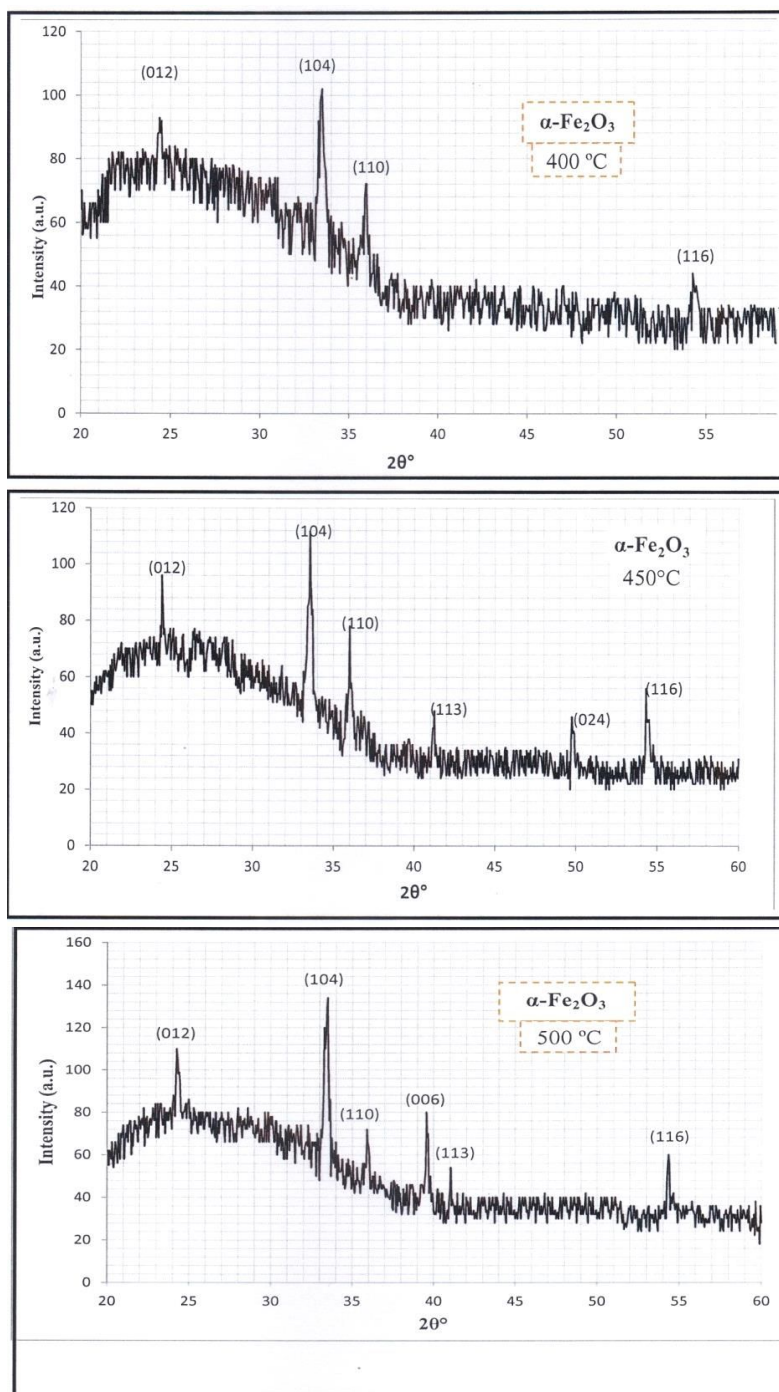 120
100
80
60
40
20
0
Intensity (a.u.)
(012)
(104)
(110)
(116)
α-Fe₂O₃
400 ºC
20 25 30 35 40 45 50 55
2θ°
120
100
80
60
40
20
0
Intensity (a.u.)
(012)
(104)
(110)
(113)
(024)
(116)
α-Fe₂O₃
450°C
20 25 30 35 40 45 50 55 60
2θ°
160
140
120
100
80
60
40
20
0
Intensity (a.u.)
(012)
(104)
(110)
(006)
(113)
(116)
α-Fe₂O₃
500 ºC
20 25 30 35 40 45 50 55 60
2θ°